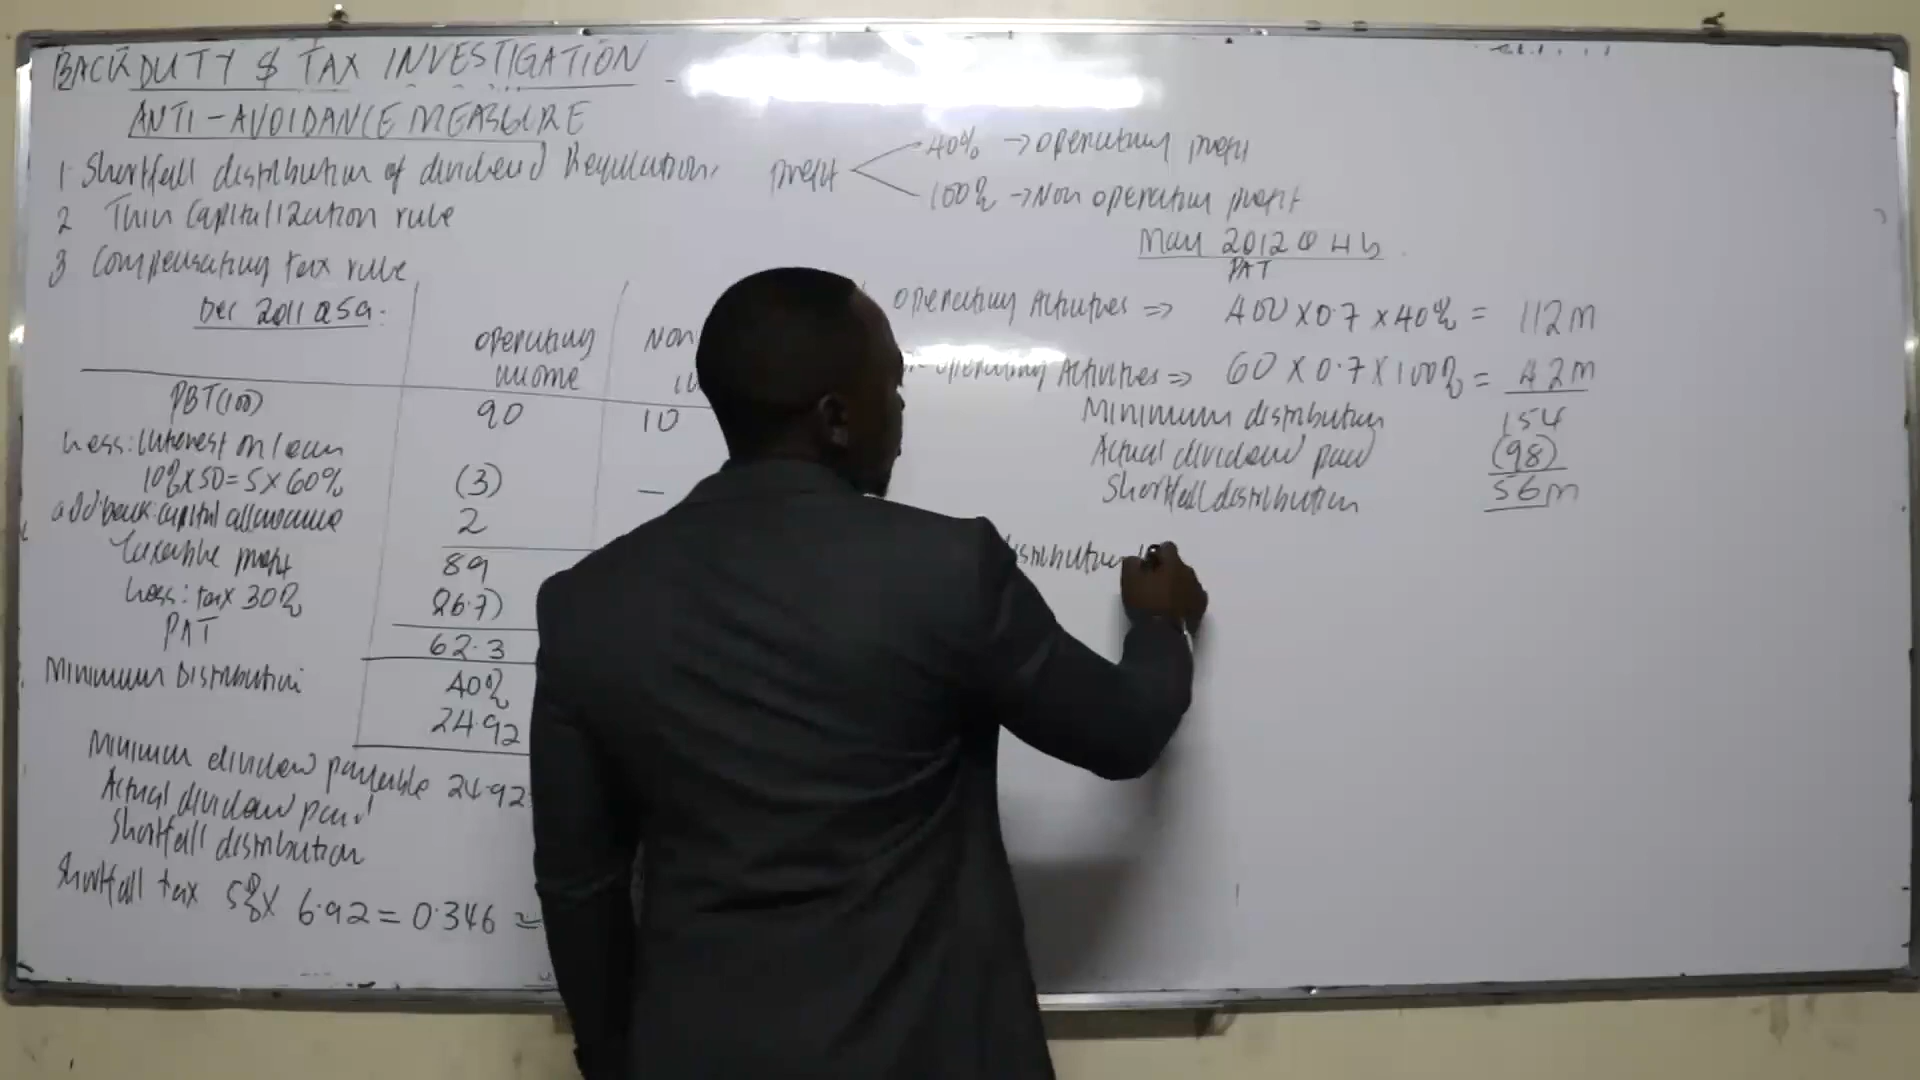 BACK DUTY & TAX INVESTIGATION -
ANTI-AVOIDANCE MEASURE
1 Shortfall distribution of dividend Regulation.
2 Thin Capitalization rule
3 Compensating tax rule
Profit
40% → Operating profit
100% → Non operating profit
Dec 2011 Q5a.
Operating income
Non
PBT(100) 90 10
Less: Interest on loan
10% x 50 = 5 x 60% (3) —
add back: capital allowance 2
Taxable profit 89
Less: tax 30% (26.7)
PAT 62.3
Minimum Distribution 40%
24.92
Minimum dividend payable 24.92
Actual dividend paid
Shortfall distribution
Shortfall tax 5% x 6.92 = 0.346 =
May 2012 Q4b
PAT
Operating Activities ⇒ 400 x 0.7 x 40% = 112m
operating Activities ⇒ 60 x 0.7 x 100% = 42m
Minimum distribution 154
Actual dividend paid (98)
Shortfall distribution 56m
distribution